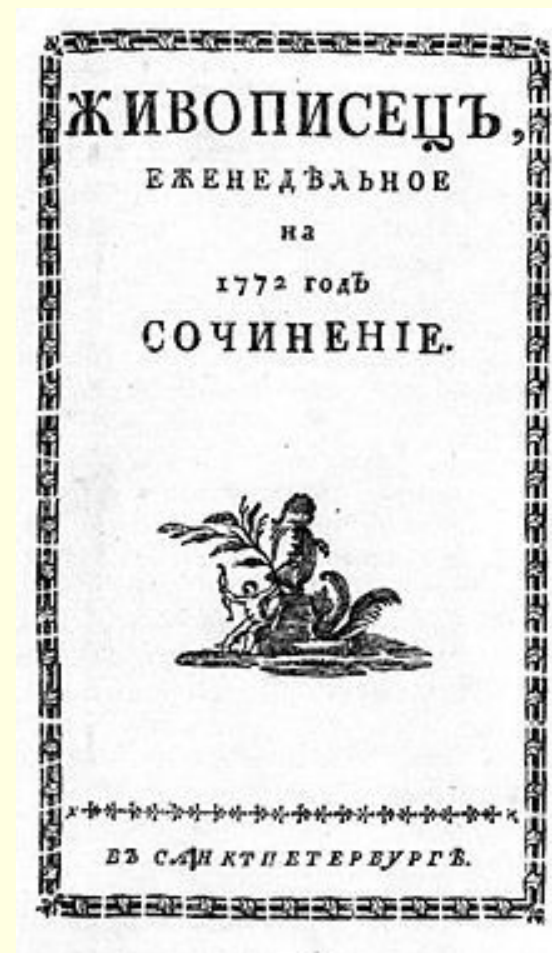 ЖИВОПИСЕЦЪ,
ЕЖЕНЕДѢЛЬНОЕ
на
1772 годЪ
СОЧИНЕНІЕ.
ВЪ САНКТПЕТЕРБУРГѢ.